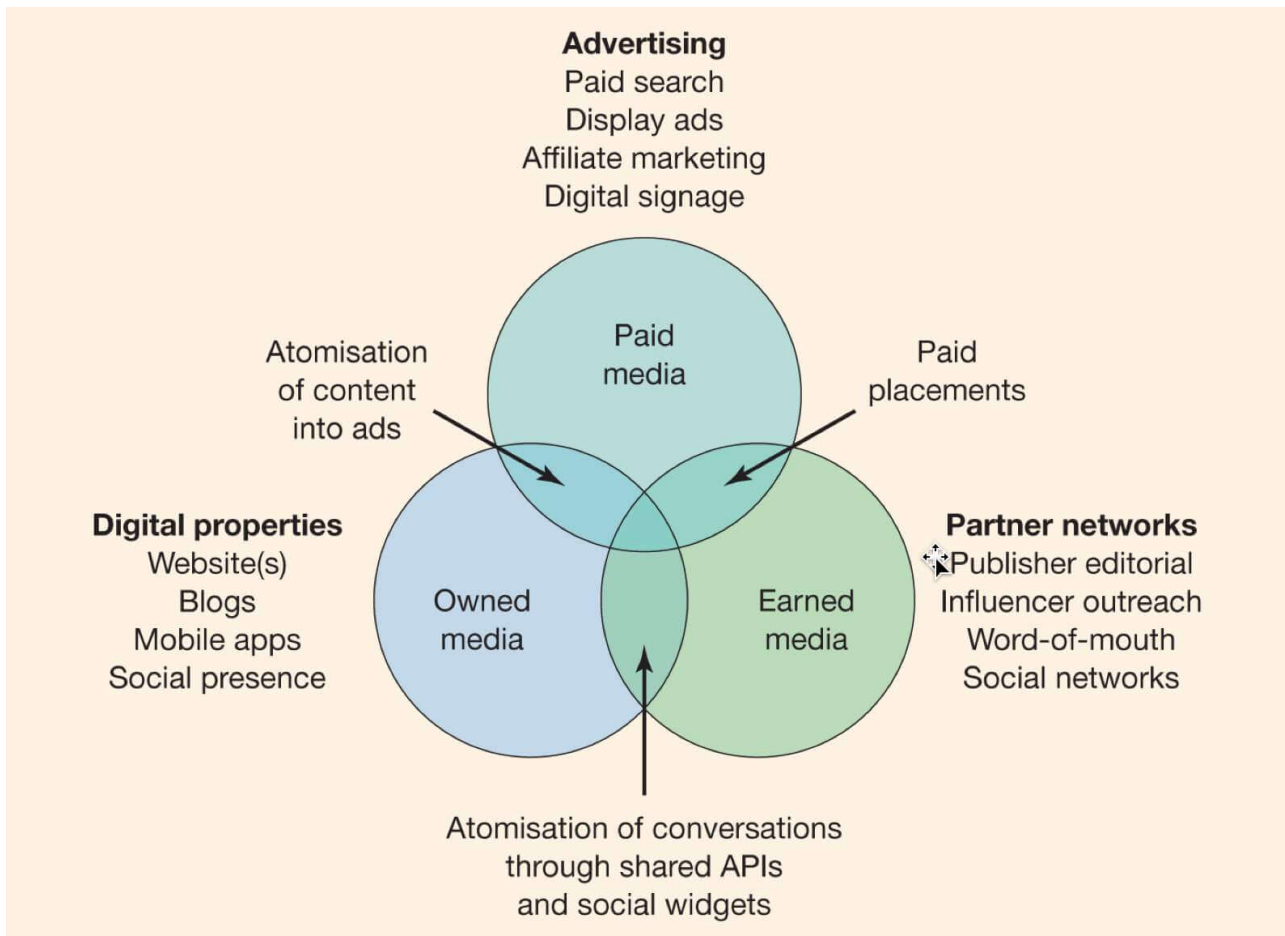 Advertising
Paid search
Display ads
Affiliate marketing
Digital signage
Paid
media
Atomisation
of content
into ads
Paid
placements
Digital properties
Website(s)
Blogs
Mobile apps
Social presence
Owned
media
Earned
media
Partner networks
Publisher editorial
Influencer outreach
Word-of-mouth
Social networks
Atomisation of conversations
through shared APIs
and social widgets